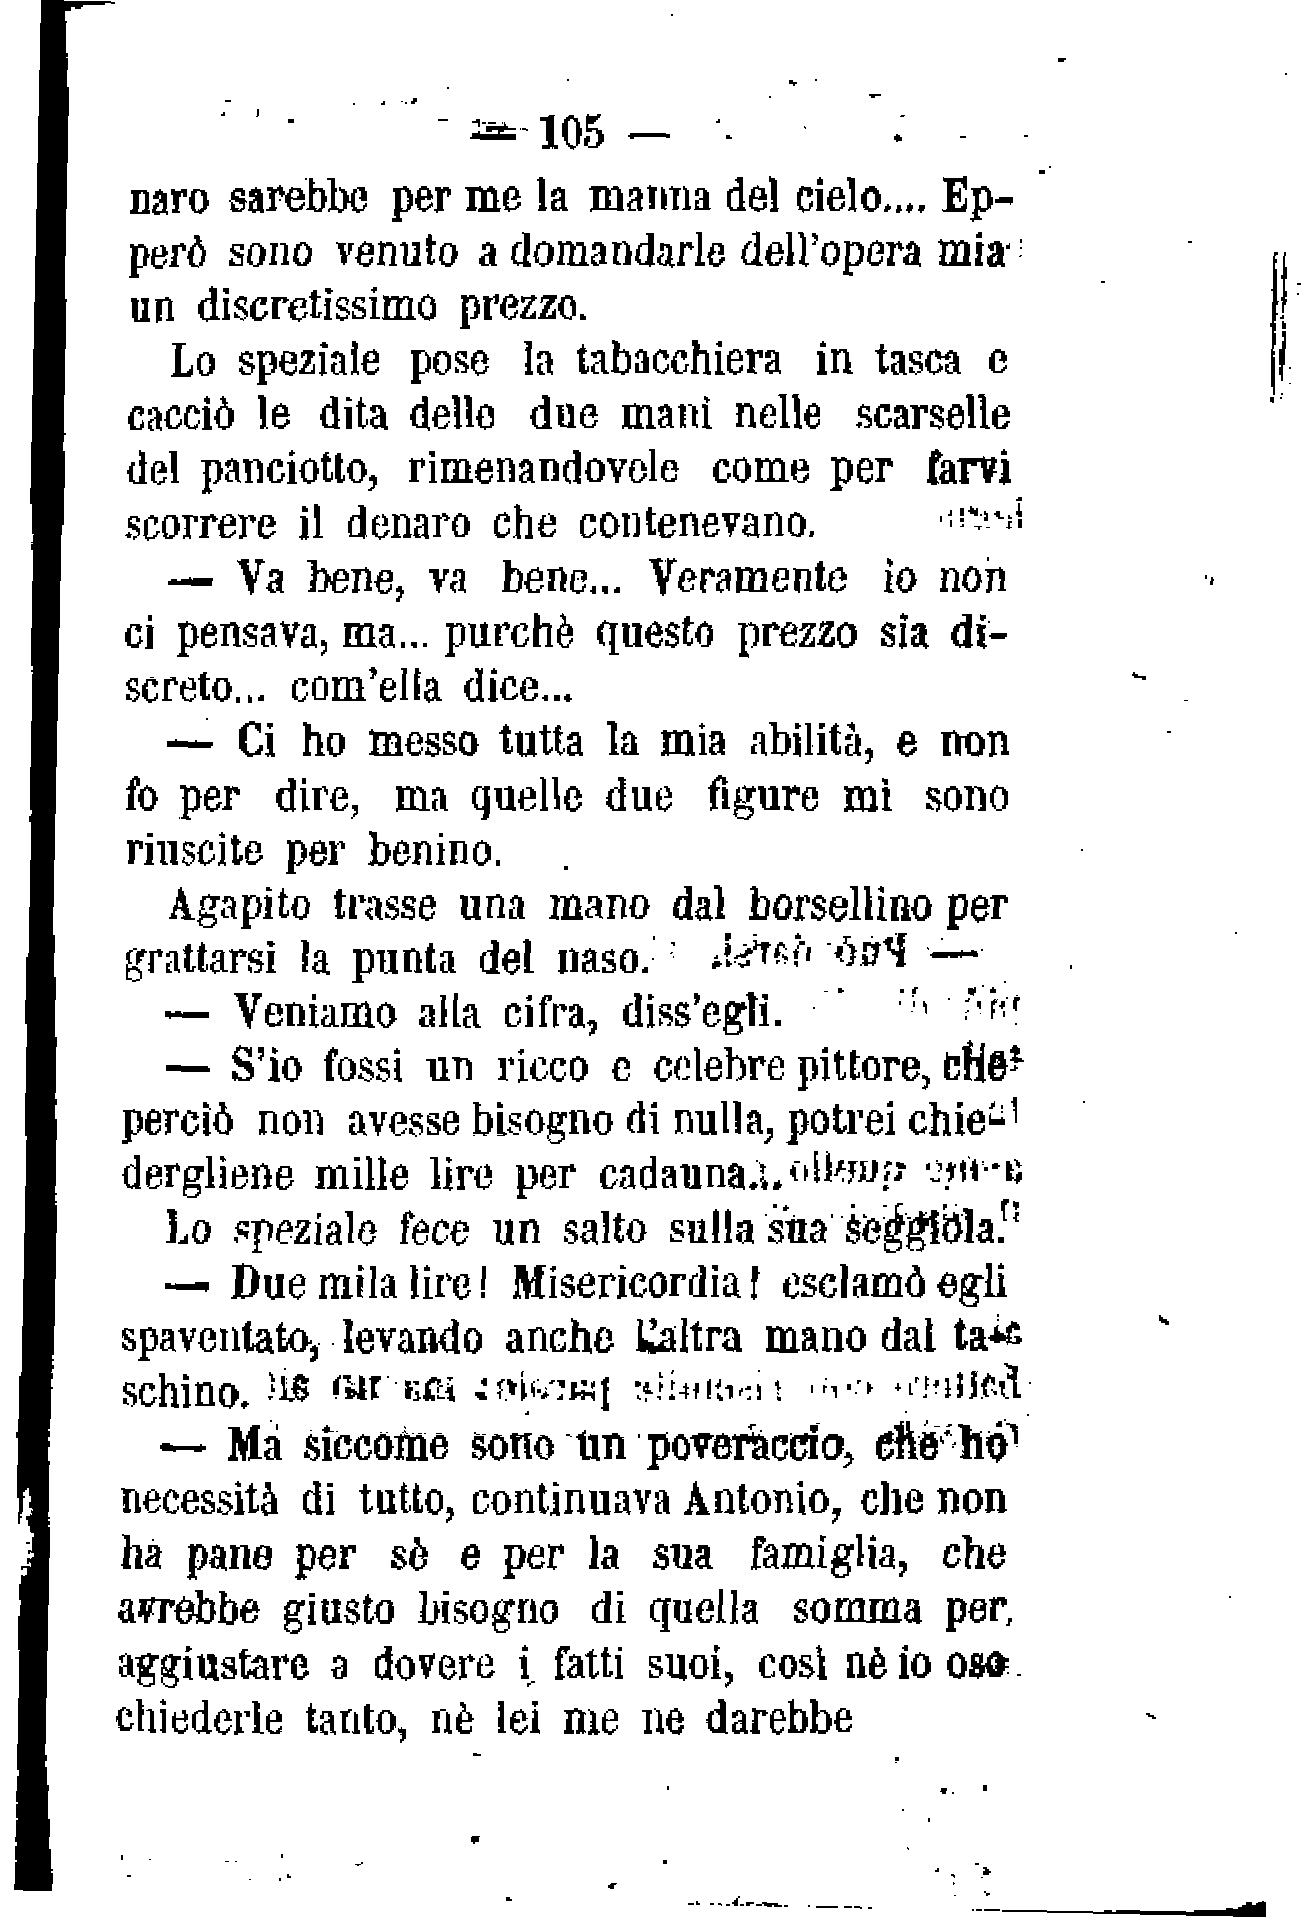 — 105 —
naro sarebbe per me la manna del cielo.... Ep-
però sono venuto a domandarle dell'opera mia
un discretissimo prezzo.
Lo speziale pose la tabacchiera in tasca e
cacciò le dita delle due mani nelle scarselle
del panciotto, rimenandovele come per farvi
scorrere il denaro che contenevano.
— Va bene, va bene... Veramente io non
ci pensava, ma... purchè questo prezzo sia di-
screto... com'ella dice...
— Ci ho messo tutta la mia abilità, e non
fo per dire, ma quelle due figure mi sono
riuscite per benino.
Agapito trasse una mano dal borsellino per
grattarsi la punta del naso.
— Veniamo alla cifra, diss'egli.
— S'io fossi un ricco e celebre pittore, che
perciò non avesse bisogno di nulla, potrei chie-
dergliene mille lire per cadauna...
Lo speziale fece un salto sulla sua seggiola.
— Due mila lire! Misericordia! esclamò egli
spaventato, levando anche l'altra mano dal ta-
schino.
— Ma siccome sono un poveraccio, che ho
necessità di tutto, continuava Antonio, che non
ha pane per sè e per la sua famiglia, che
avrebbe giusto bisogno di quella somma per
aggiustare a dovere i fatti suoi, così nè io oso
chiederle tanto, nè lei me ne darebbe